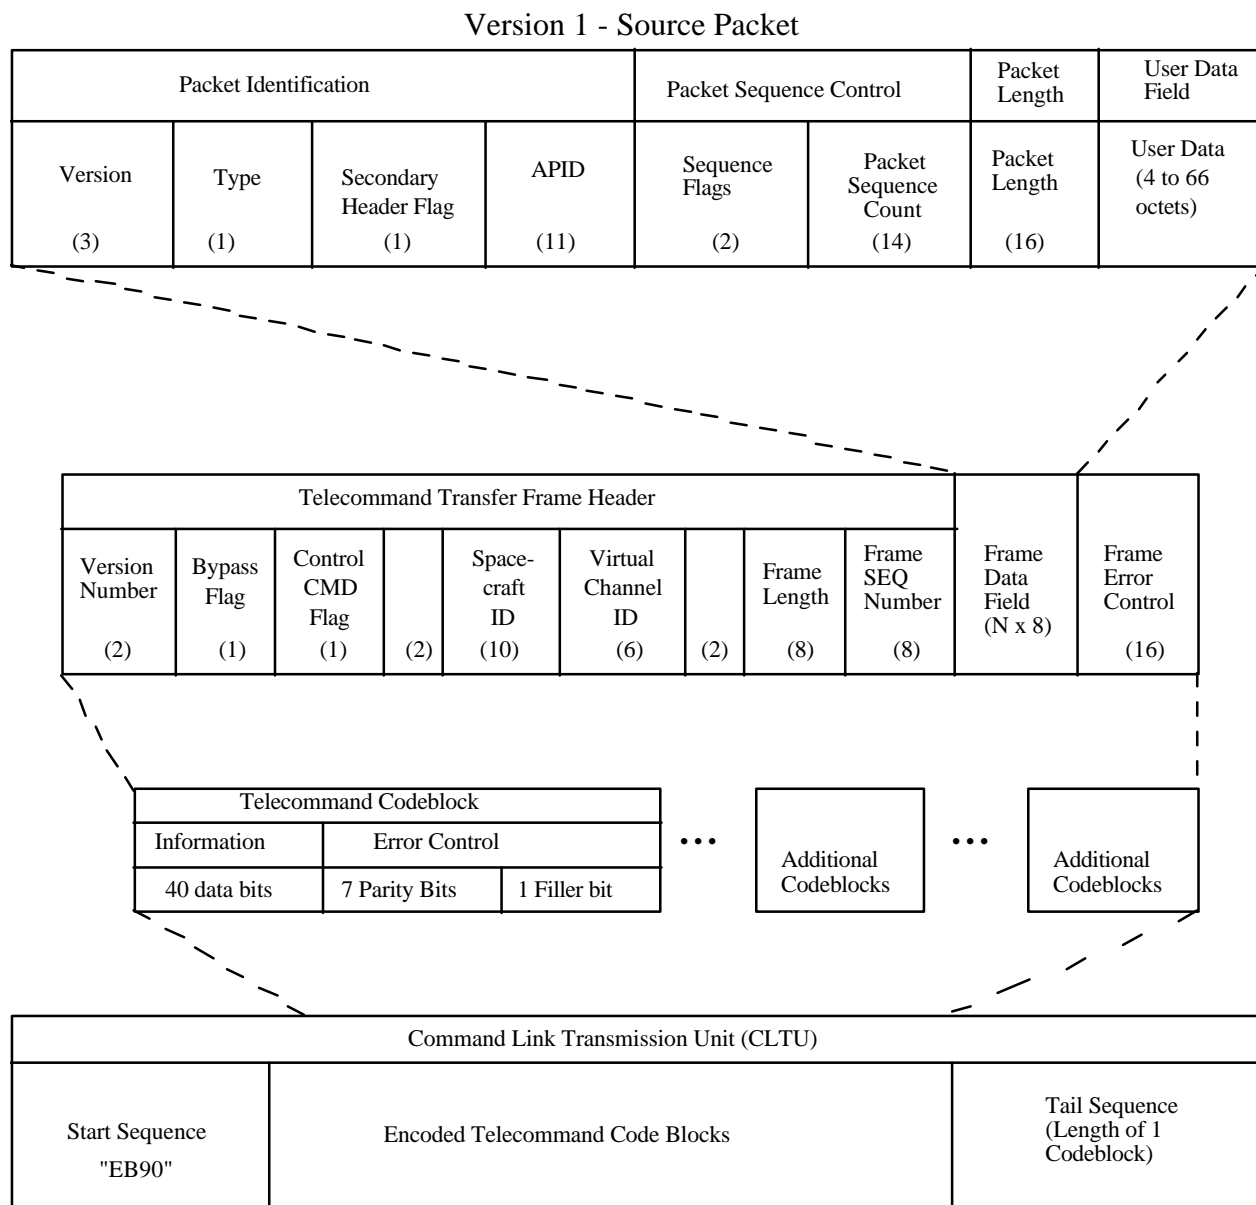 Version 1 - Source Packet
Packet Identification
Packet Sequence Control
Packet
Length
User Data
Field
Version
(3)
Type
(1)
Secondary
Header Flag
(1)
APID
(11)
Sequence
Flags
(2)
Packet
Sequence
Count
(14)
Packet
Length
(16)
User Data
(4 to 66
octets)
Telecommand Transfer Frame Header
Version
Number
(2)
Bypass
Flag
(1)
Control
CMD
Flag
(1)
(2)
Space-
craft
ID
(10)
Virtual
Channel
ID
(6)
(2)
Frame
Length
(8)
Frame
SEQ
Number
(8)
Frame
Data
Field
(N x 8)
Frame
Error
Control
(16)
Telecommand Codeblock
Information
Error Control
40 data bits
7 Parity Bits
1 Filler bit
•••
Additional
Codeblocks
•••
Additional
Codeblocks
Command Link Transmission Unit (CLTU)
Start Sequence
"EB90"
Encoded Telecommand Code Blocks
Tail Sequence
(Length of 1
Codeblock)